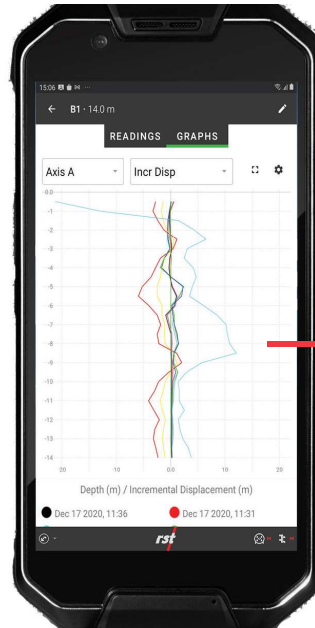 15:06
← B1 · 14.0 m
READINGS GRAPHS
Axis A Incr Disp
-0.0
-1
-2
-3
-4
-5
-6
-7
-8
-9
-10
-11
-12
-13
-14
20 10 0.0 10 20
Depth (m) / Incremental Displacement (m)
Dec 17 2020, 11:36 Dec 17 2020, 11:31
rst